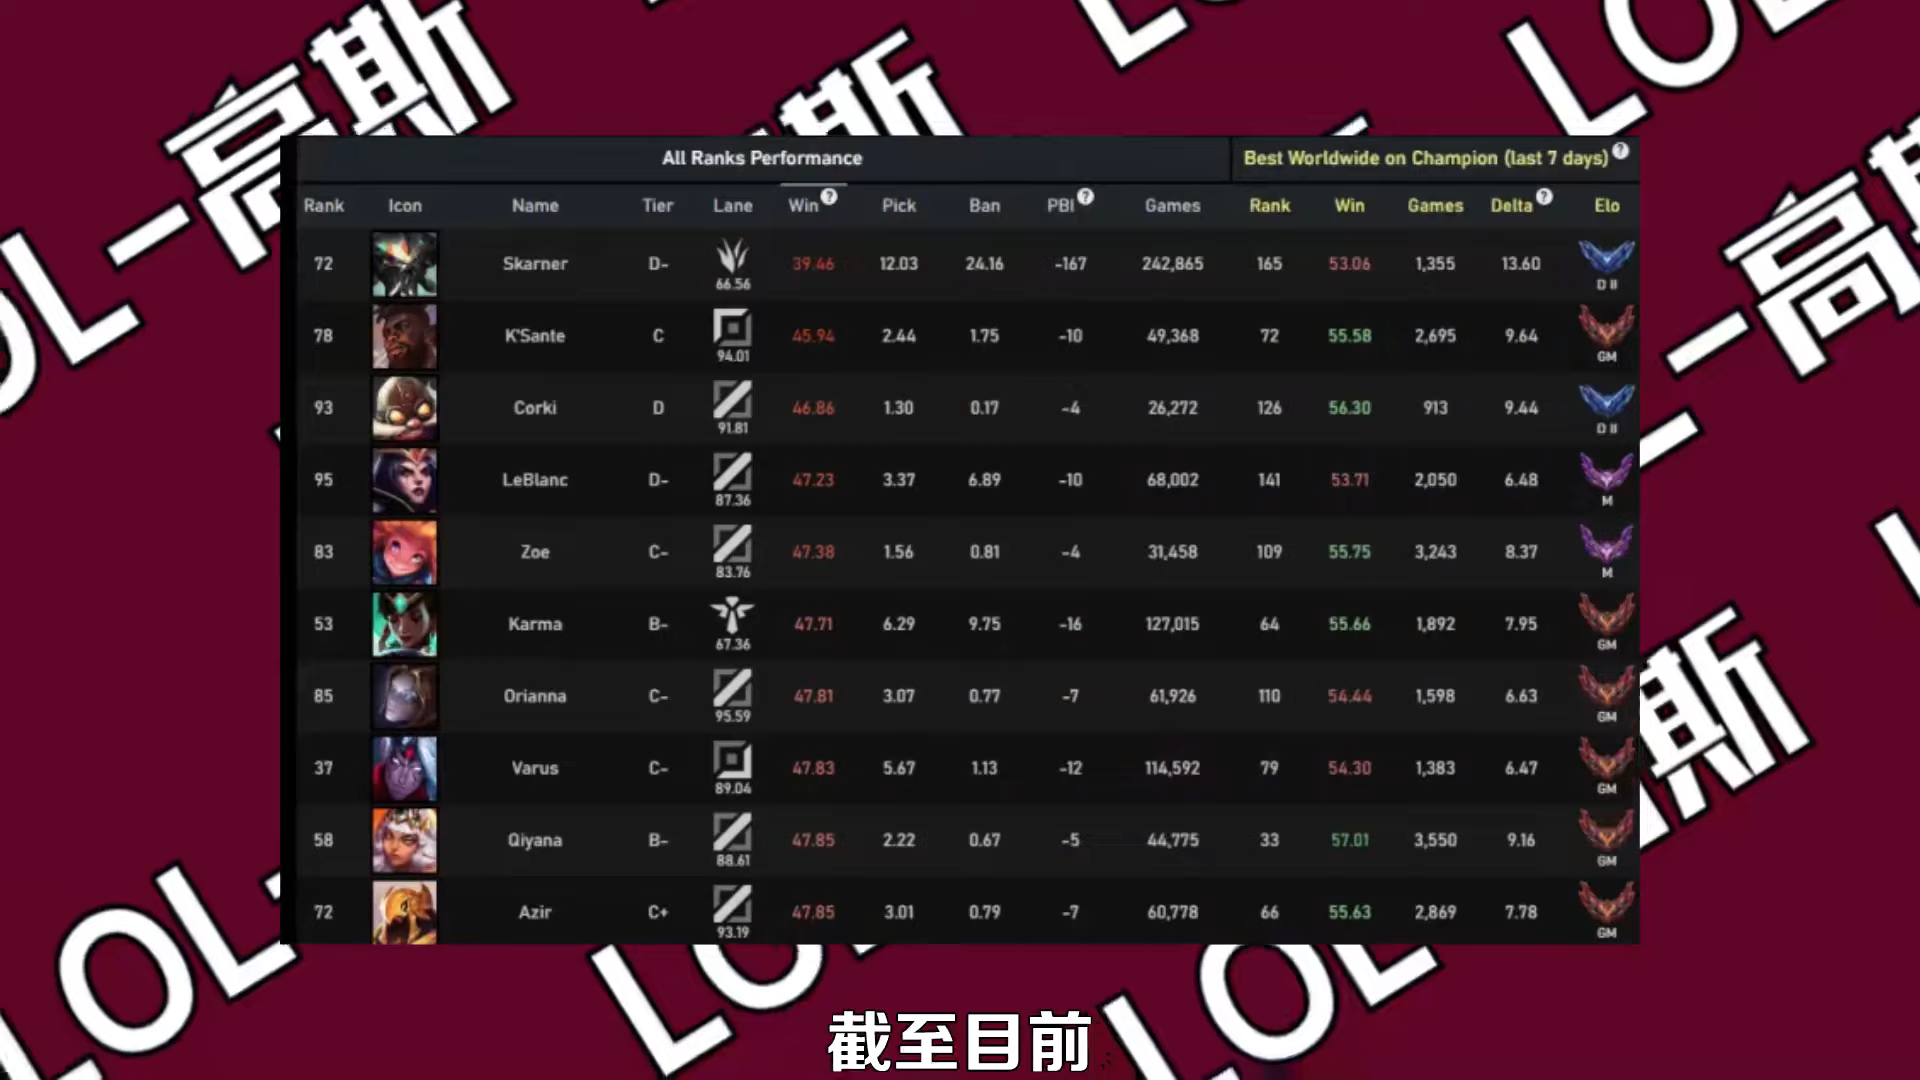 LOL-高斯
All Ranks Performance Best Worldwide on Champion (last 7 days) ?
Rank Icon Name Tier Lane Win ? Pick Ban PBI ? Games Rank Win Games Delta ? Elo
72 Skarner D- 66.56 39.46 12.03 24.16 -167 242,865 165 53.06 1,355 13.60 D II
78 K'Sante C 94.01 45.94 2.44 1.75 -10 49,368 72 55.58 2,695 9.64 GM
93 Corki D 91.81 46.86 1.30 0.17 -4 26,272 126 56.30 913 9.44 D II
95 LeBlanc D- 87.36 47.23 3.37 6.89 -10 68,002 141 53.71 2,050 6.48 M
83 Zoe C- 83.76 47.38 1.56 0.81 -4 31,458 109 55.75 3,243 8.37 M
53 Karma B- 67.36 47.71 6.29 9.75 -16 127,015 64 55.66 1,892 7.95 GM
85 Orianna C- 95.59 47.81 3.07 0.77 -7 61,926 110 54.44 1,598 6.63 GM
37 Varus C- 89.04 47.83 5.67 1.13 -12 114,592 79 54.30 1,383 6.47 GM
58 Qiyana B- 88.61 47.85 2.22 0.67 -5 44,775 33 57.01 3,550 9.16 GM
72 Azir C+ 93.19 47.85 3.01 0.79 -7 60,778 66 55.63 2,869 7.78 GM
截至目前